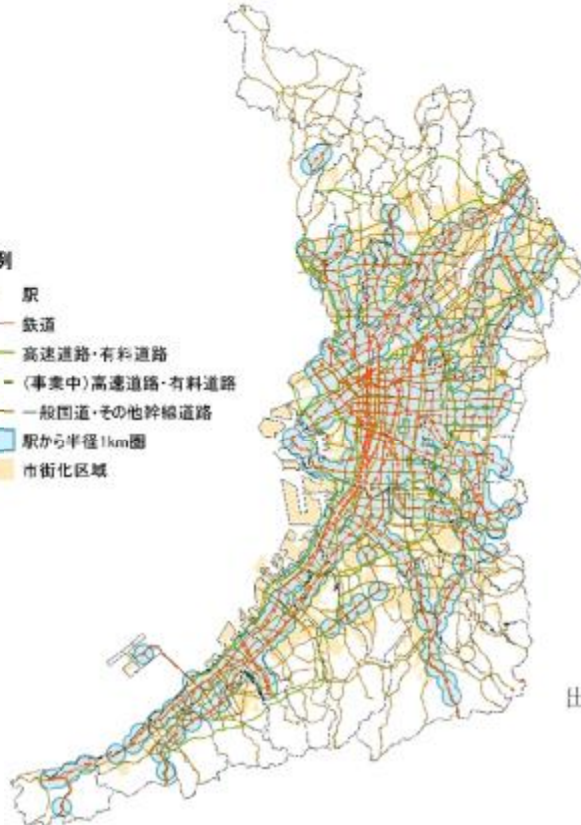 例
駅
鉄道
高速道路・有料道路
(事業中)高速道路・有料道路
一般国道・その他幹線道路
駅から半径1km圏
市街化区域
出